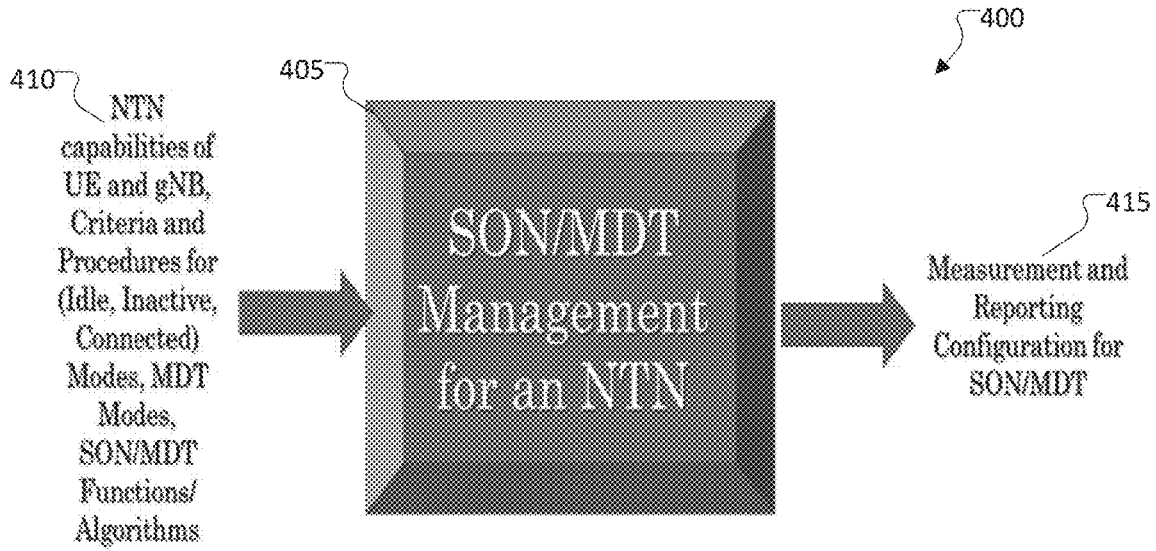 400
410
NTN
capabilities of
UE and gNB,
Criteria and
Procedures for
(Idle, Inactive,
Connected)
Modes, MDT
Modes,
SON/MDT
Functions/
Algorithms
405
SON/MDT
Management
for an NTN
415
Measurement and
Reporting
Configuration for
SON/MDT